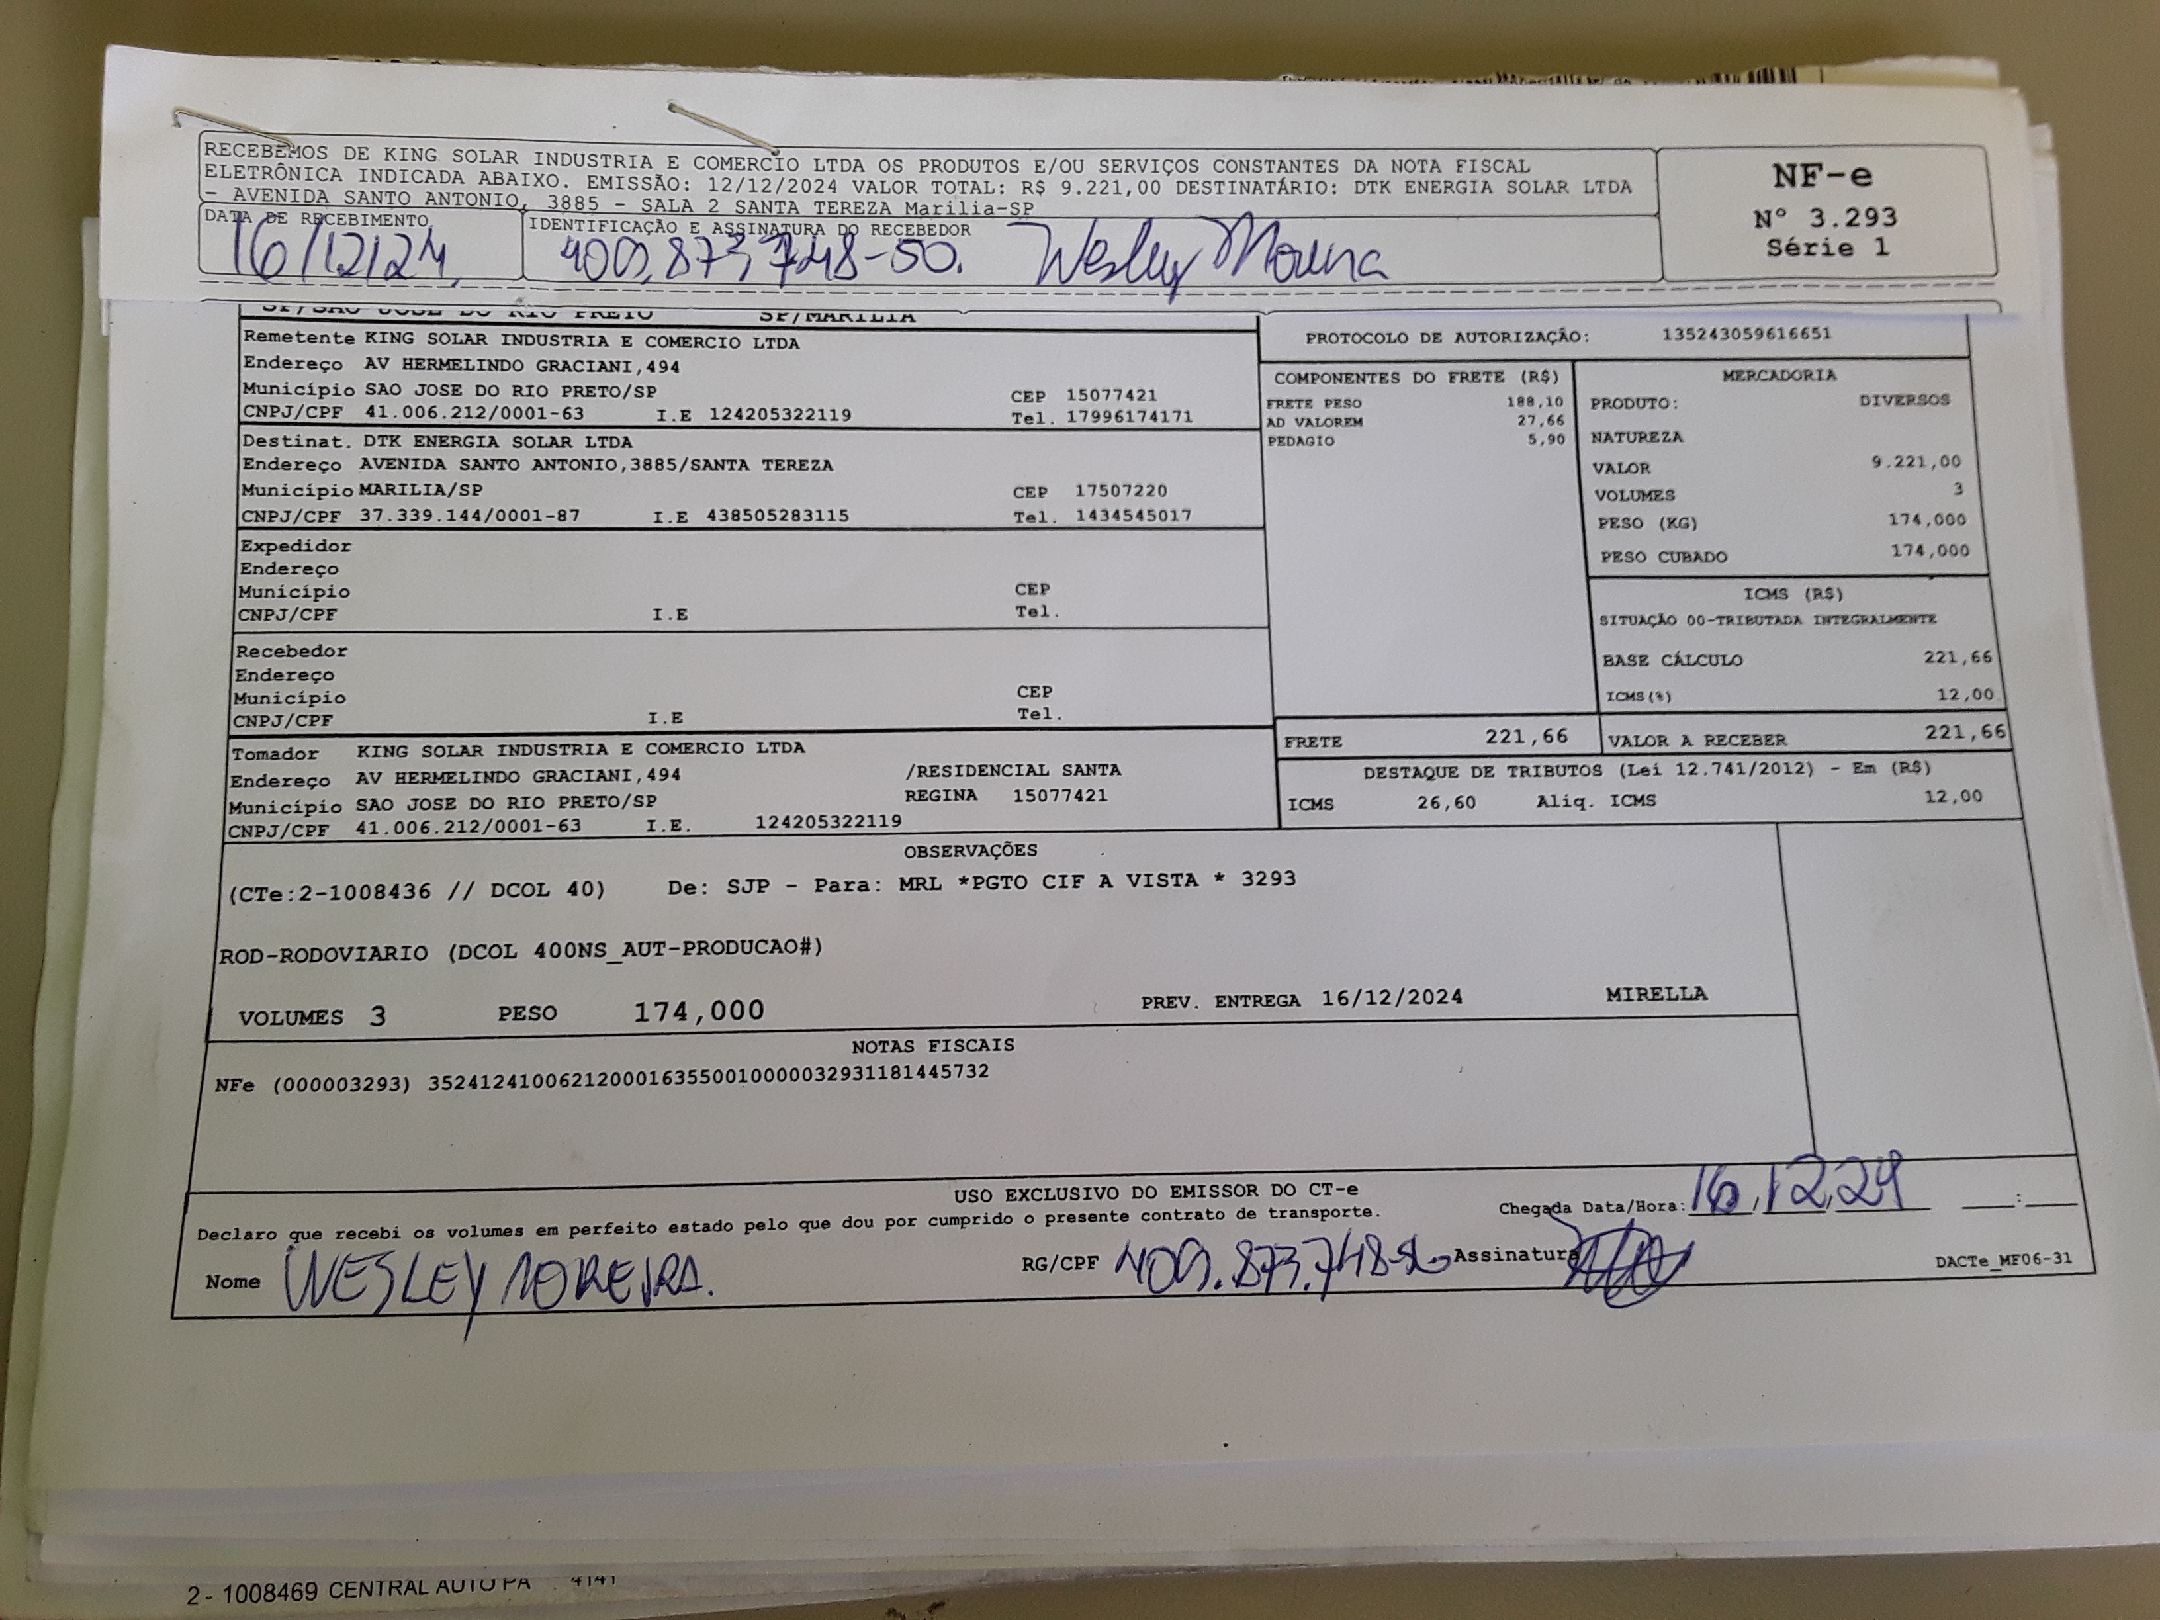 RECEBEMOS DE KING SOLAR INDUSTRIA E COMERCIO LTDA OS PRODUTOS E/OU SERVIÇOS CONSTANTES DA NOTA FISCAL
ELETRÔNICA INDICADA ABAIXO. EMISSÃO: 12/12/2024 VALOR TOTAL: R$ 9.221,00 DESTINATÁRIO: DTK ENERGIA SOLAR LTDA
- AVENIDA SANTO ANTONIO, 3885 - SALA 2 SANTA TEREZA Marilia-SP
NF-e
Nº 3.293
Série 1
DATA DE RECEBIMENTO
16/12/24
IDENTIFICAÇÃO E ASSINATURA DO RECEBEDOR
409.873.748-50. Wesley Moreira
SP/SAO JOSE DO RIO PRETO SP/MARILIA
Remetente KING SOLAR INDUSTRIA E COMERCIO LTDA
Endereço AV HERMELINDO GRACIANI,494
Município SAO JOSE DO RIO PRETO/SP CEP 15077421
CNPJ/CPF 41.006.212/0001-63 I.E 124205322119 Tel. 17996174171
Destinat. DTK ENERGIA SOLAR LTDA
Endereço AVENIDA SANTO ANTONIO,3885/SANTA TEREZA
Município MARILIA/SP CEP 17507220
CNPJ/CPF 37.339.144/0001-87 I.E 438505283115 Tel. 1434545017
Expedidor
Endereço
Município CEP
CNPJ/CPF I.E Tel.
Recebedor
Endereço
Município CEP
CNPJ/CPF I.E Tel.
Tomador KING SOLAR INDUSTRIA E COMERCIO LTDA
Endereço AV HERMELINDO GRACIANI,494 /RESIDENCIAL SANTA
Município SAO JOSE DO RIO PRETO/SP REGINA 15077421
CNPJ/CPF 41.006.212/0001-63 I.E. 124205322119
PROTOCOLO DE AUTORIZAÇÃO: 135243059616651
COMPONENTES DO FRETE (R$)
FRETE PESO 188,10
AD VALOREM 27,66
PEDAGIO 5,90
MERCADORIA
PRODUTO: DIVERSOS
NATUREZA
VALOR 9.221,00
VOLUMES 3
PESO (KG) 174,000
PESO CUBADO 174,000
ICMS (R$)
SITUAÇÃO 00-TRIBUTADA INTEGRALMENTE
BASE CÁLCULO 221,66
ICMS(%) 12,00
FRETE 221,66 VALOR A RECEBER 221,66
DESTAQUE DE TRIBUTOS (Lei 12.741/2012) - Em (R$)
ICMS 26,60 Aliq. ICMS 12,00
OBSERVAÇÕES
(CTe:2-1008436 // DCOL 40) De: SJP - Para: MRL *PGTO CIF A VISTA * 3293
ROD-RODOVIARIO (DCOL 400NS_AUT-PRODUCAO#)
VOLUMES 3 PESO 174,000 PREV. ENTREGA 16/12/2024 MIRELLA
NOTAS FISCAIS
NFe (000003293) 35241241006212000163550010000032931181445732
USO EXCLUSIVO DO EMISSOR DO CT-e
Declaro que recebi os volumes em perfeito estado pelo que dou por cumprido o presente contrato de transporte.
Chegada Data/Hora: 16,12,24 :
Nome WESLEY MOREIRA. RG/CPF 409.873.748-50 Assinatura
DACTe_MF06-31
2- 1008469 CENTRAL AUTO PA 4141